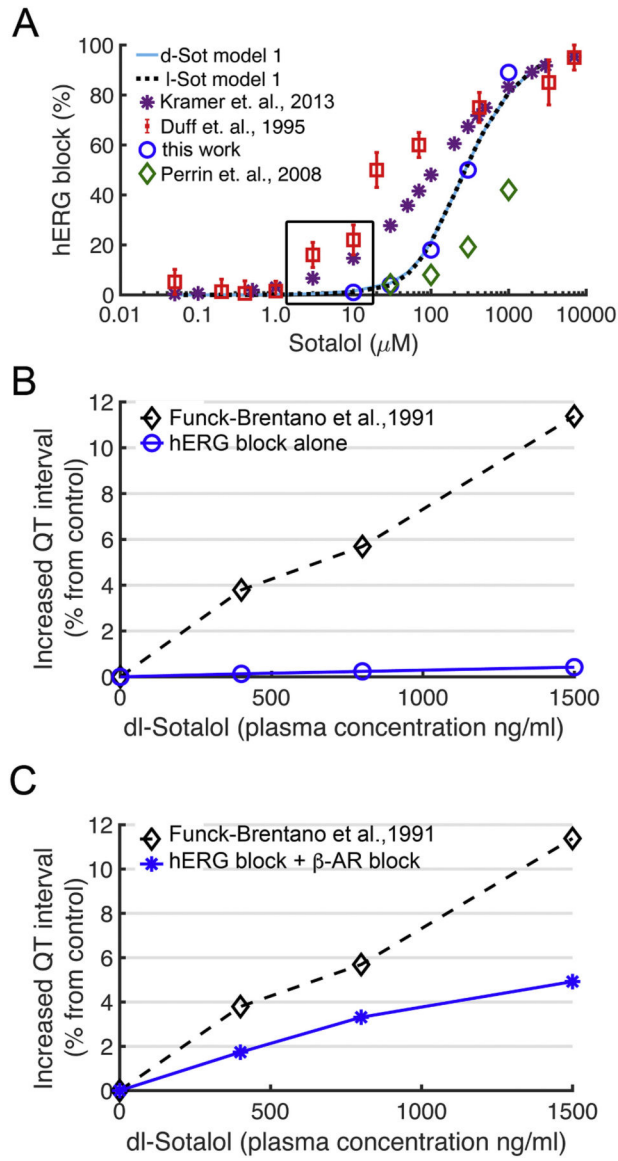 A
100
80
60
40
20
0
hERG block (%)
d-Sot model 1
l-Sot model 1
Kramer et. al., 2013
Duff et. al., 1995
this work
Perrin et. al., 2008
0.01 0.1 1.0 10 100 1000 10000
Sotalol (μM)
B
12
10
8
6
4
2
0
Increased QT interval
(% from control)
Funck-Brentano et al.,1991
hERG block alone
0 500 1000 1500
dl-Sotalol (plasma concentration ng/ml)
C
12
10
8
6
4
2
0
Increased QT interval
(% from control)
Funck-Brentano et al.,1991
hERG block + β-AR block
0 500 1000 1500
dl-Sotalol (plasma concentration ng/ml)